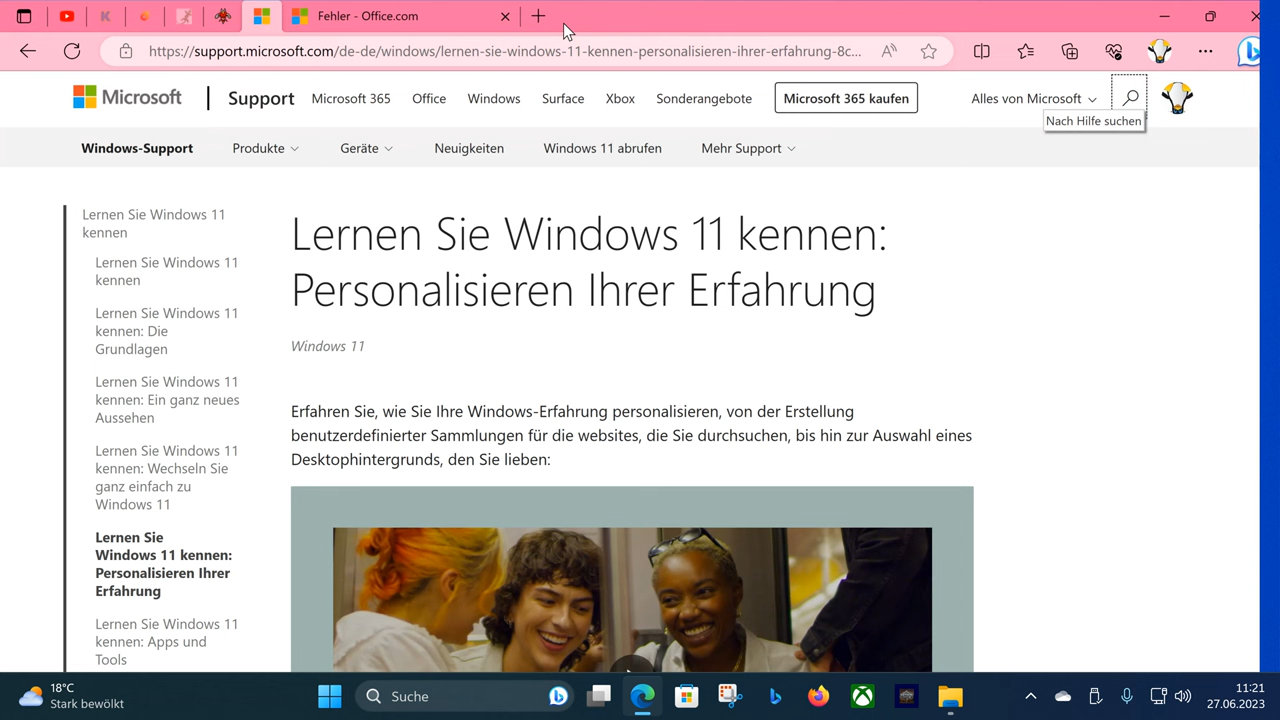 Fehler - Office.com
https://support.microsoft.com/de-de/windows/lernen-sie-windows-11-kennen-personalisieren-ihrer-erfahrung-8c...
Microsoft
Support
Microsoft 365
Office
Windows
Surface
Xbox
Sonderangebote
Microsoft 365 kaufen
Alles von Microsoft
Nach Hilfe suchen
Windows-Support
Produkte
Geräte
Neuigkeiten
Windows 11 abrufen
Mehr Support
Lernen Sie Windows 11
kennen
Lernen Sie Windows 11
kennen
Lernen Sie Windows 11
kennen: Die
Grundlagen
Lernen Sie Windows 11
kennen: Ein ganz neues
Aussehen
Lernen Sie Windows 11
kennen: Wechseln Sie
ganz einfach zu
Windows 11
Lernen Sie
Windows 11 kennen:
Personalisieren Ihrer
Erfahrung
Lernen Sie Windows 11
kennen: Apps und
Tools
Lernen Sie Windows 11 kennen:
Personalisieren Ihrer Erfahrung
Windows 11
Erfahren Sie, wie Sie Ihre Windows-Erfahrung personalisieren, von der Erstellung
benutzerdefinierter Sammlungen für die websites, die Sie durchsuchen, bis hin zur Auswahl eines
Desktophintergrunds, den Sie lieben:
18°C
Stark bewölkt
Suche
11:21
27.06.2023